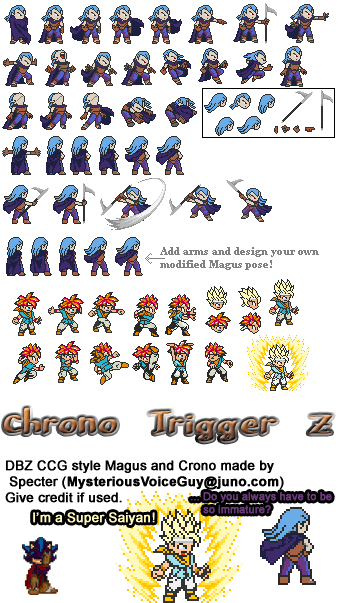 Add arms and design your own
modified Magus pose!
Chrono Trigger Z
DBZ CCG style Magus and Crono made by
Specter (MysteriousVoiceGuy@juno.com)
Give credit if used.
...Do you always have to be
so Immature?
I'm a Super Saiyan!